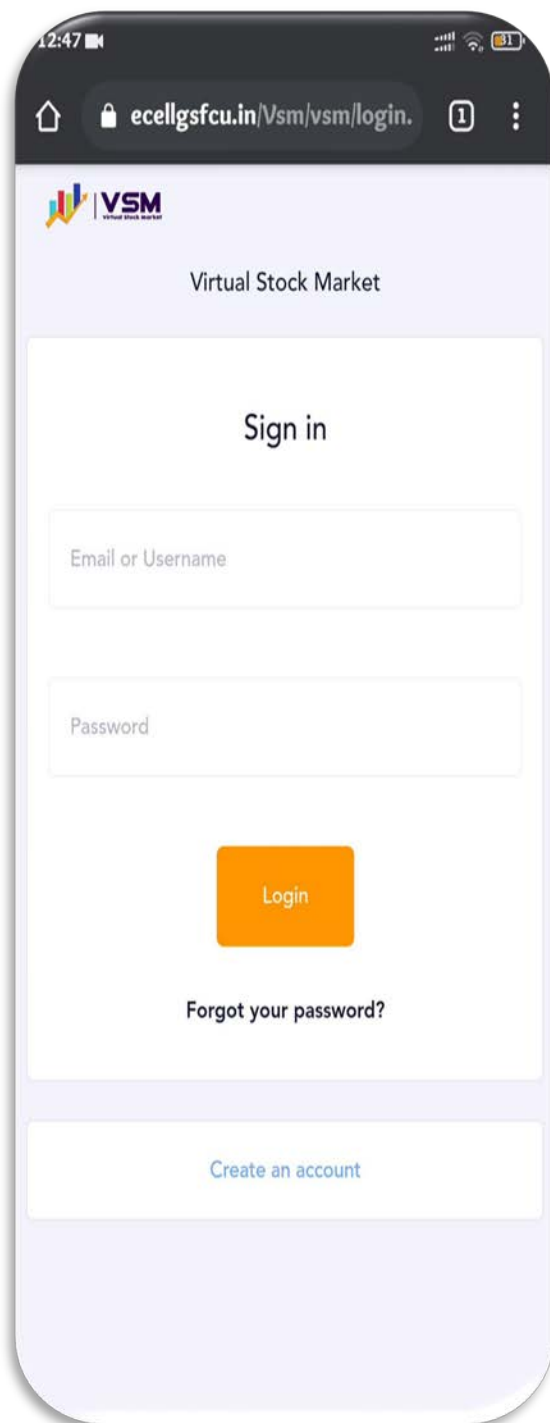 12:47
31
ecellgsfcu.in/Vsm/vsm/login.
1
VSM
Virtual Stock Market
Virtual Stock Market
Sign in
Email or Username
Password
Login
Forgot your password?
Create an account